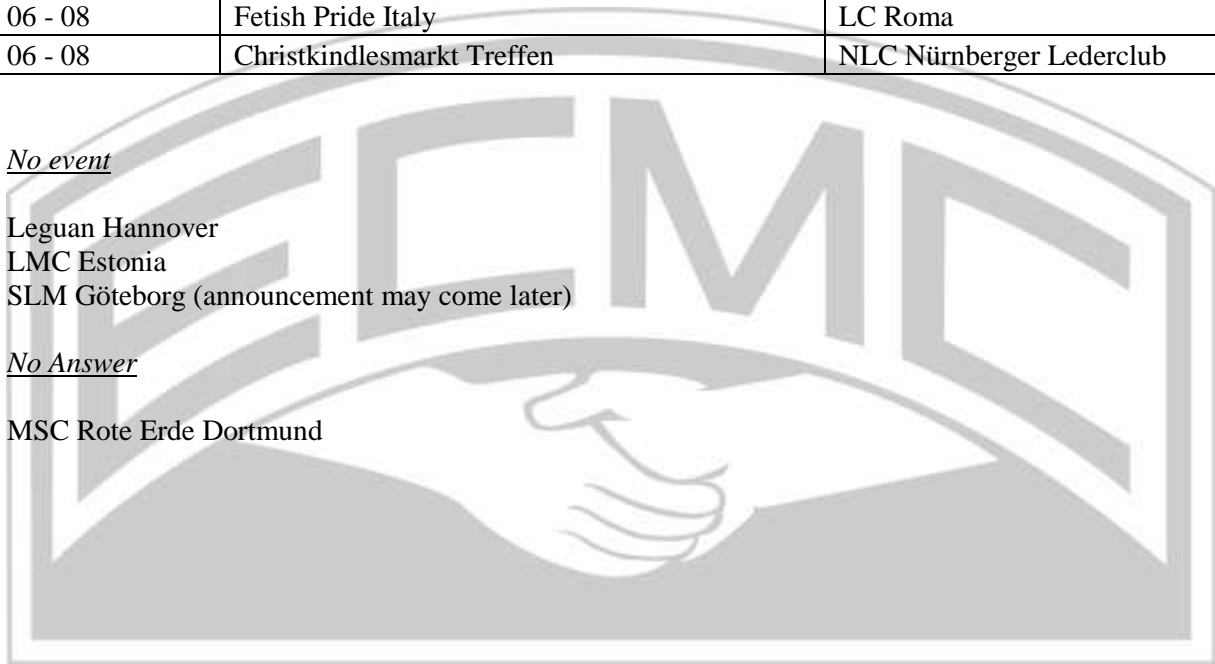 06 - 08 Fetish Pride Italy LC Roma
06 - 08 Christkindlesmarkt Treffen NLC Nürnberger Lederclub
No event
Leguan Hannover
LMC Estonia
SLM Göteborg (announcement may come later)
No Answer
MSC Rote Erde Dortmund
ECMC